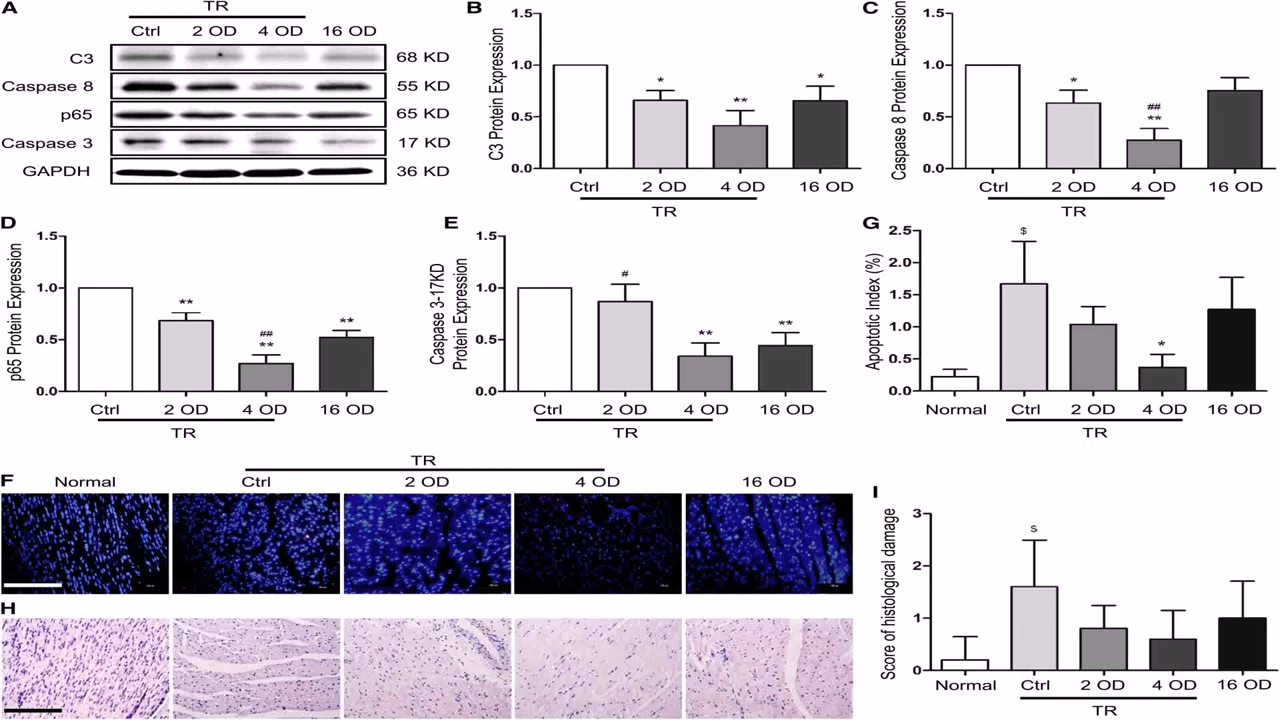 A
TR
Ctrl 2 OD 4 OD 16 OD
C3 68 KD
Caspase 8 55 KD
p65 65 KD
Caspase 3 17 KD
GAPDH 36 KD
B
C3 Protein Expression
1.5
1.0
0.5
0.0
*
**
*
Ctrl 2 OD 4 OD 16 OD
TR
C
Caspase 8 Protein Expression
1.5
1.0
0.5
0.0
*
##
**
Ctrl 2 OD 4 OD 16 OD
TR
D
p65 Protein Expression
1.5
1.0
0.5
0.0
**
##
**
**
Ctrl 2 OD 4 OD 16 OD
TR
E
Caspase 3-17KD
Protein Expression
1.5
1.0
0.5
0.0
#
**
**
Ctrl 2 OD 4 OD 16 OD
TR
G
Apoptotic Index (%)
2.5
2.0
1.5
1.0
0.5
0.0
$
*
Normal Ctrl 2 OD 4 OD 16 OD
TR
F
TR
Normal Ctrl 2 OD 4 OD 16 OD
H
I
Score of histological damage
3
2
1
0
$
Normal Ctrl 2 OD 4 OD 16 OD
TR